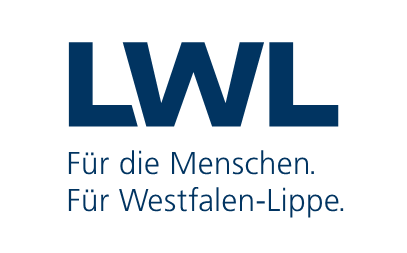 LWL
Für die Menschen.
Für Westfalen-Lippe.